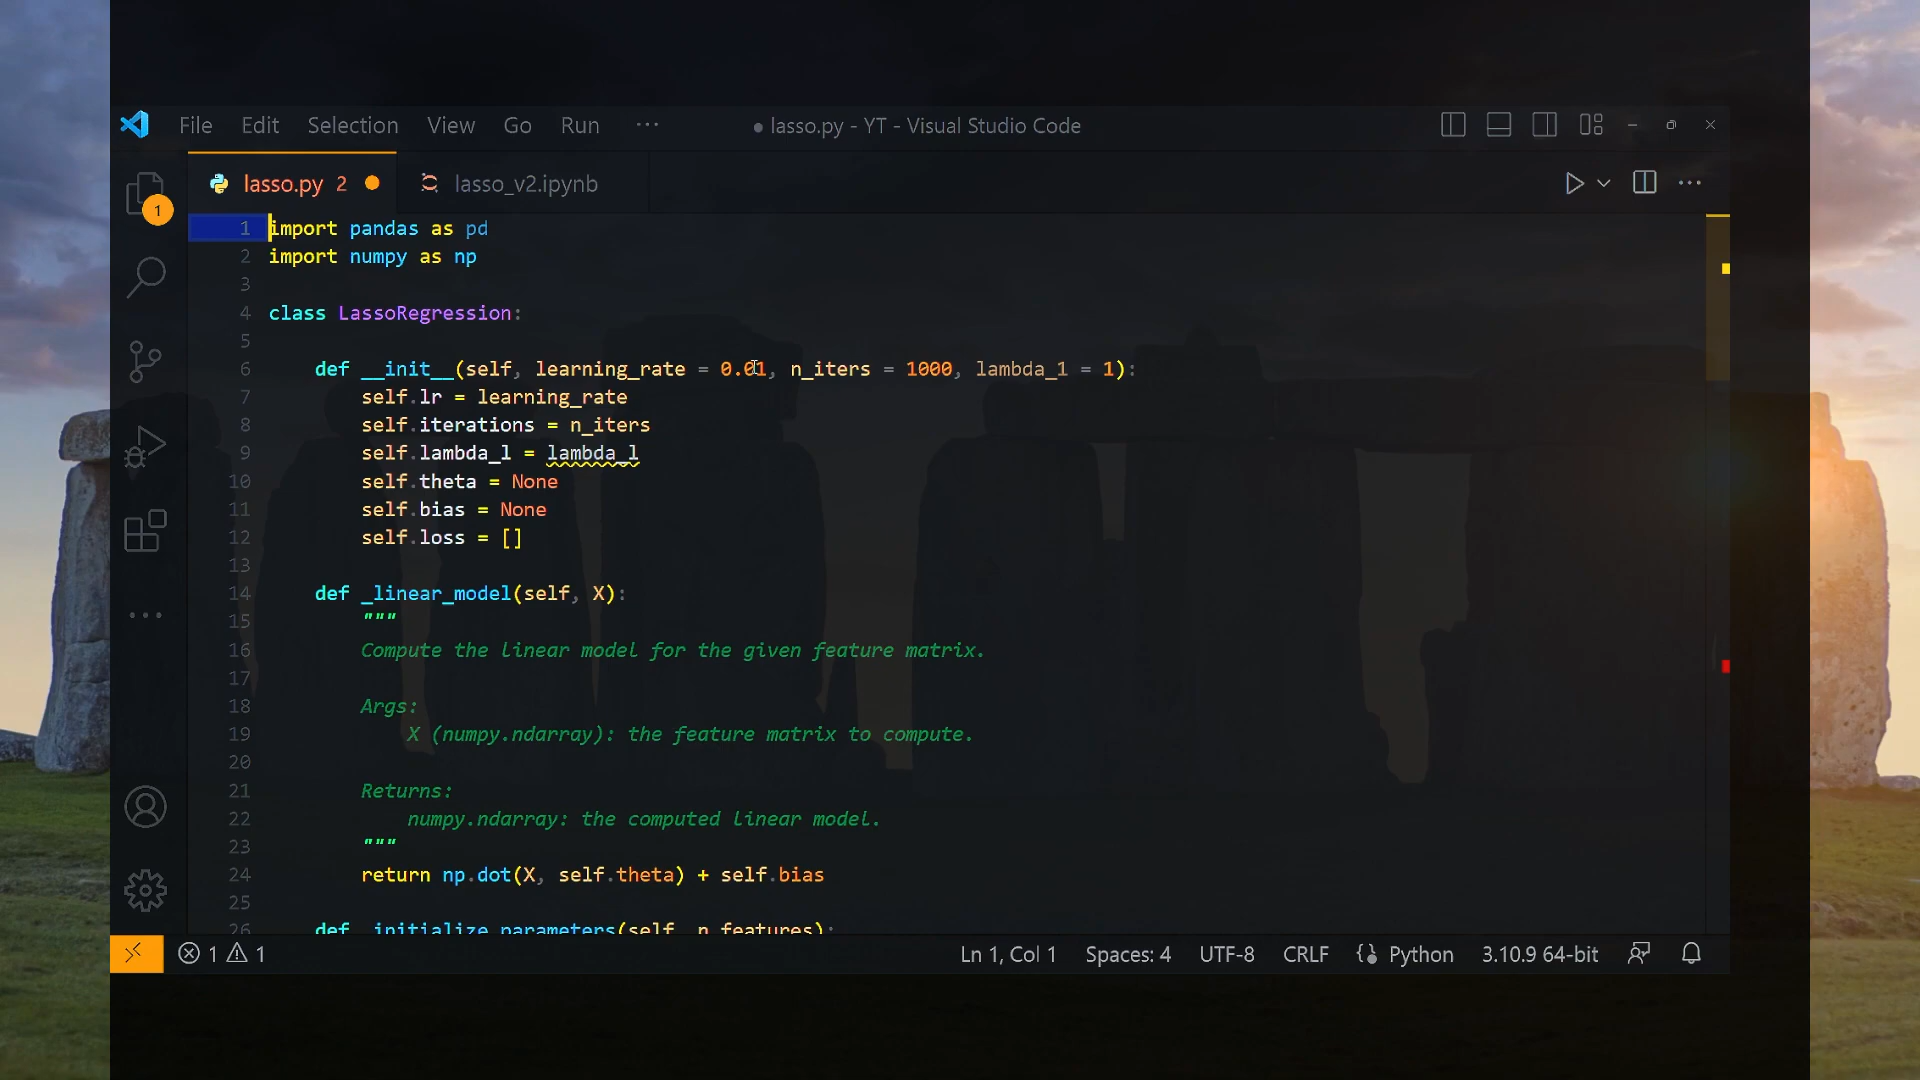 File Edit Selection View Go Run ···
● lasso.py - YT - Visual Studio Code
lasso.py 2
lasso_v2.ipynb
1
1 import pandas as pd
2 import numpy as np
3
4 class LassoRegression:
5
6 def __init__(self, learning_rate = 0.01, n_iters = 1000, lambda_1 = 1):
7 self.lr = learning_rate
8 self.iterations = n_iters
9 self.lambda_l = lambda_l
10 self.theta = None
11 self.bias = None
12 self.loss = []
13
14 def _linear_model(self, X):
15 """
16 Compute the linear model for the given feature matrix.
17
18 Args:
19 X (numpy.ndarray): the feature matrix to compute.
20
21 Returns:
22 numpy.ndarray: the computed linear model.
23 """
24 return np.dot(X, self.theta) + self.bias
25
26 def _initialize_parameters(self, n_features):
1 1 Ln 1, Col 1 Spaces: 4 UTF-8 CRLF Python 3.10.9 64-bit